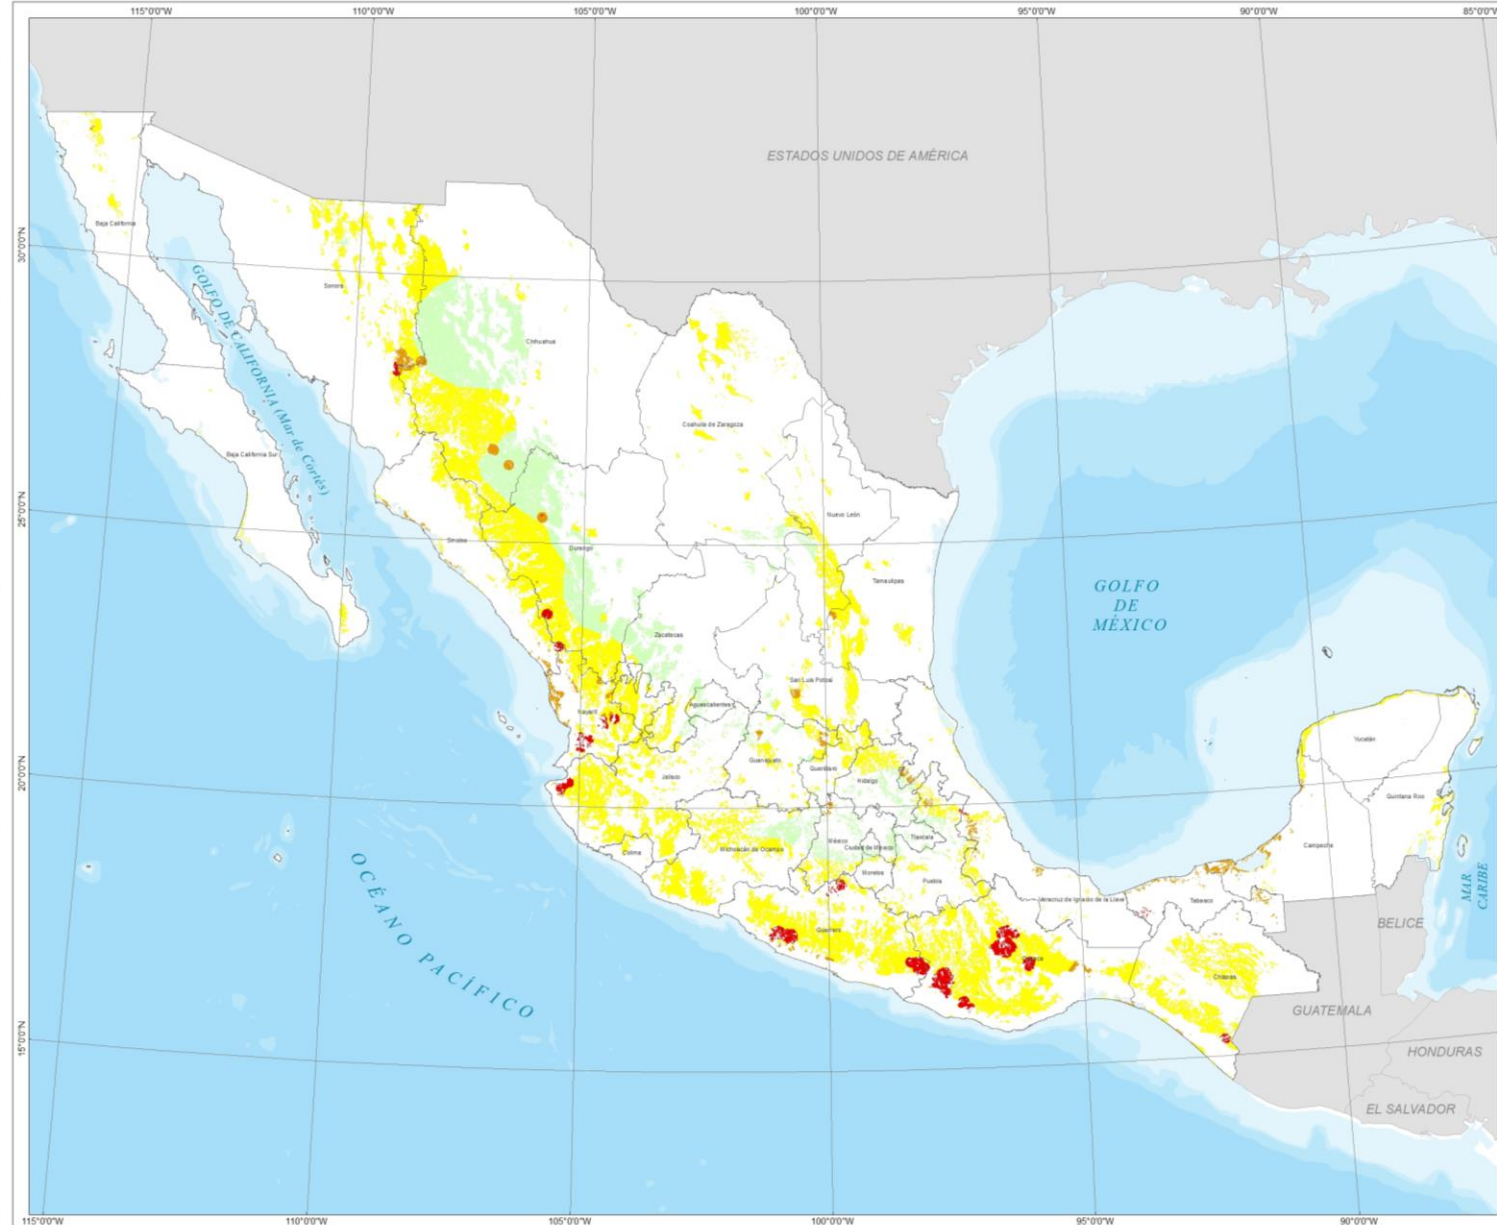 115°0'0"W
110°0'0"W
105°0'0"W
100°0'0"W
95°0'0"W
90°0'0"W
85°0'0"W
ESTADOS UNIDOS DE AMÉRICA
Baja California
30°0'0"N
GOLFO DE CALIFORNIA (Mar de Cortés)
Sonora
Chihuahua
Coahuila de Zaragoza
Baja California Sur
25°0'0"N
Nuevo León
Sinaloa
Durango
Tamaulipas
GOLFO
DE
MÉXICO
Zacatecas
San Luis Potosí
Aguascalientes
Nayarit
Yucatán
20°0'0"N
Guanajuato
Querétaro
Jalisco
Hidalgo
Quintana Roo
Colima
Michoacán de Ocampo
México
Tlaxcala
Ciudad de México
Campeche
Morelos
Puebla
MAR
CARIBE
OCÉANO PACÍFICO
Veracruz de Ignacio de la Llave
Tabasco
BELICE
Guerrero
Oaxaca
Chiapas
GUATEMALA
15°0'0"N
HONDURAS
EL SALVADOR
115°0'0"W
110°0'0"W
105°0'0"W
100°0'0"W
95°0'0"W
90°0'0"W